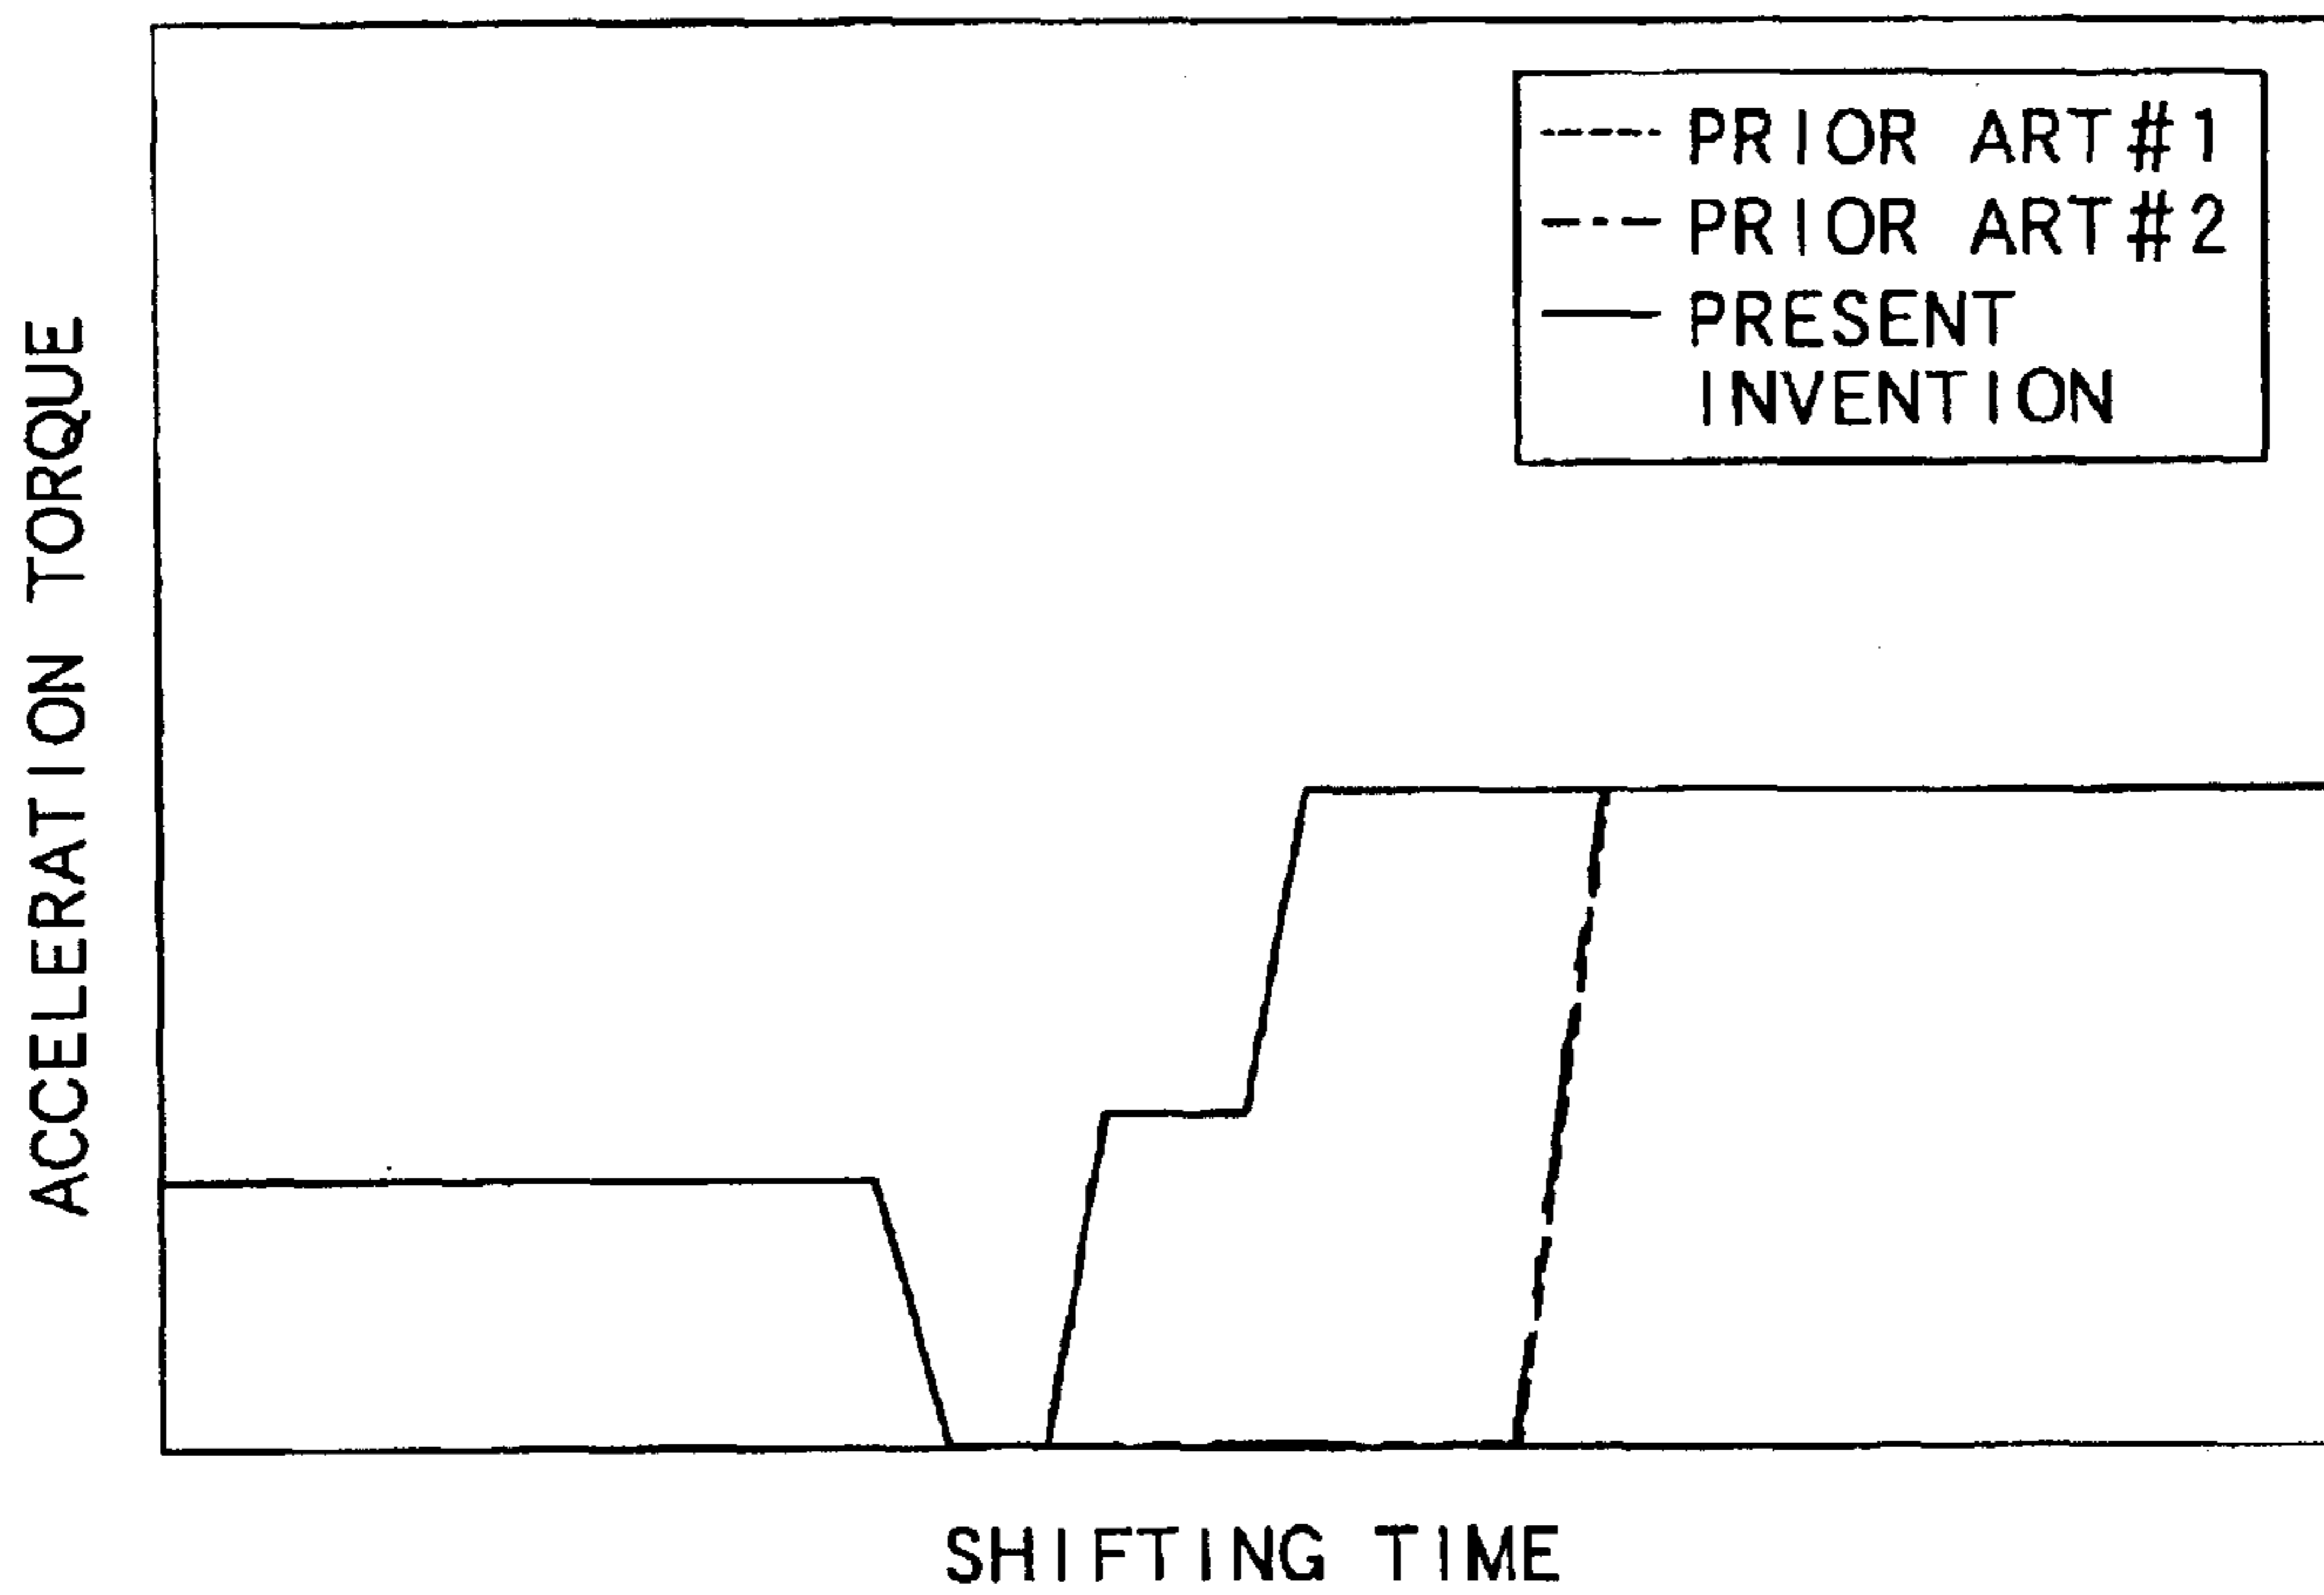 ACCELERATION TORQUE
PRIOR ART#1
PRIOR ART#2
PRESENT
INVENTION
SHIFTING TIME